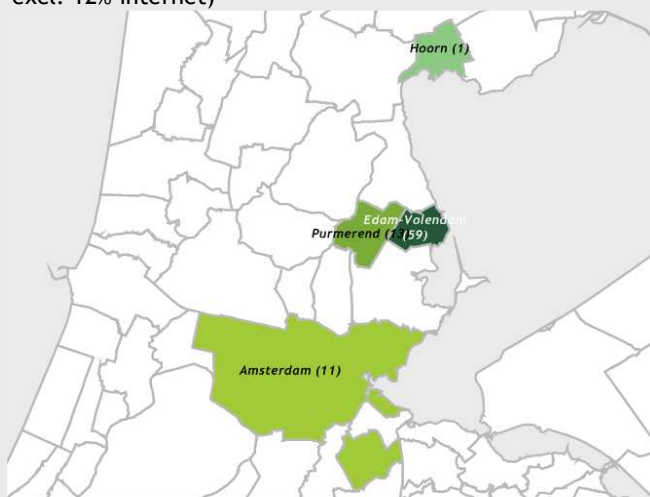 excl. 12% internet)
Hoorn (1)
Edam-Volendam
Purmerend (13)
(59)
Amsterdam (11)